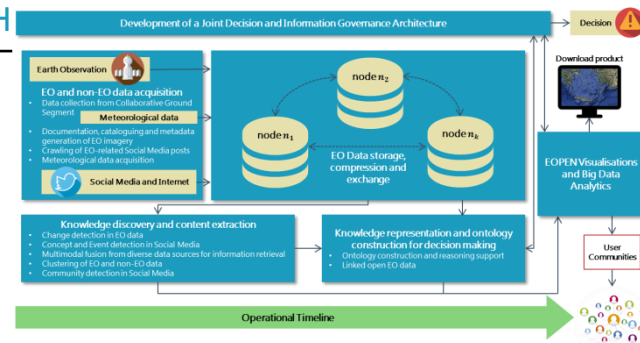 H
Development of a Joint Decision and Information Governance Architecture
Decision
Earth Observation
EO and non-EO data acquisition
• Data collection from Collaborative Ground
Segment
Meteorological data
• Documentation, cataloguing and metadata
generation of EO imagery
• Crawling of EO-related Social Media posts
• Meteorological data acquisition
Social Media and Internet
node n₂
node n₁
node nₖ
EO Data storage,
compression and
exchange
Download product
EOPEN Visualisations
and Big Data
Analytics
Knowledge discovery and content extraction
• Change detection in EO data
• Concept and Event detection in Social Media
• Multimodal fusion from diverse data sources for information retrieval
• Clustering of EO and non-EO data
• Community detection in Social Media
Knowledge representation and ontology
construction for decision making
• Ontology construction and reasoning support
• Linked open EO data
User
Communities
Operational Timeline